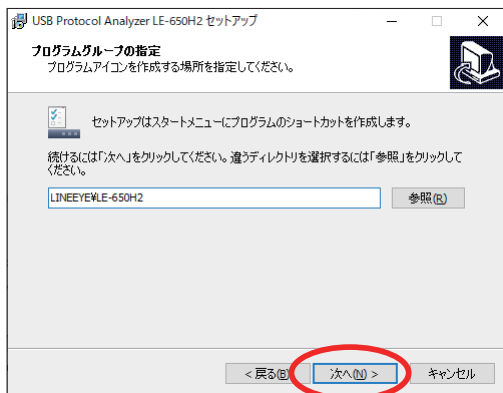 USB Protocol Analyzer LE-650H2 セットアップ
プログラムグループの指定
プログラムアイコンを作成する場所を指定してください。
セットアップはスタートメニューにプログラムのショートカットを作成します。
続けるには「次へ」をクリックしてください。違うディレクトリを選択するには「参照」をクリックして
ください。
LINEEYE¥LE-650H2
参照(R)
< 戻る(B)
次へ(N) >
キャンセル